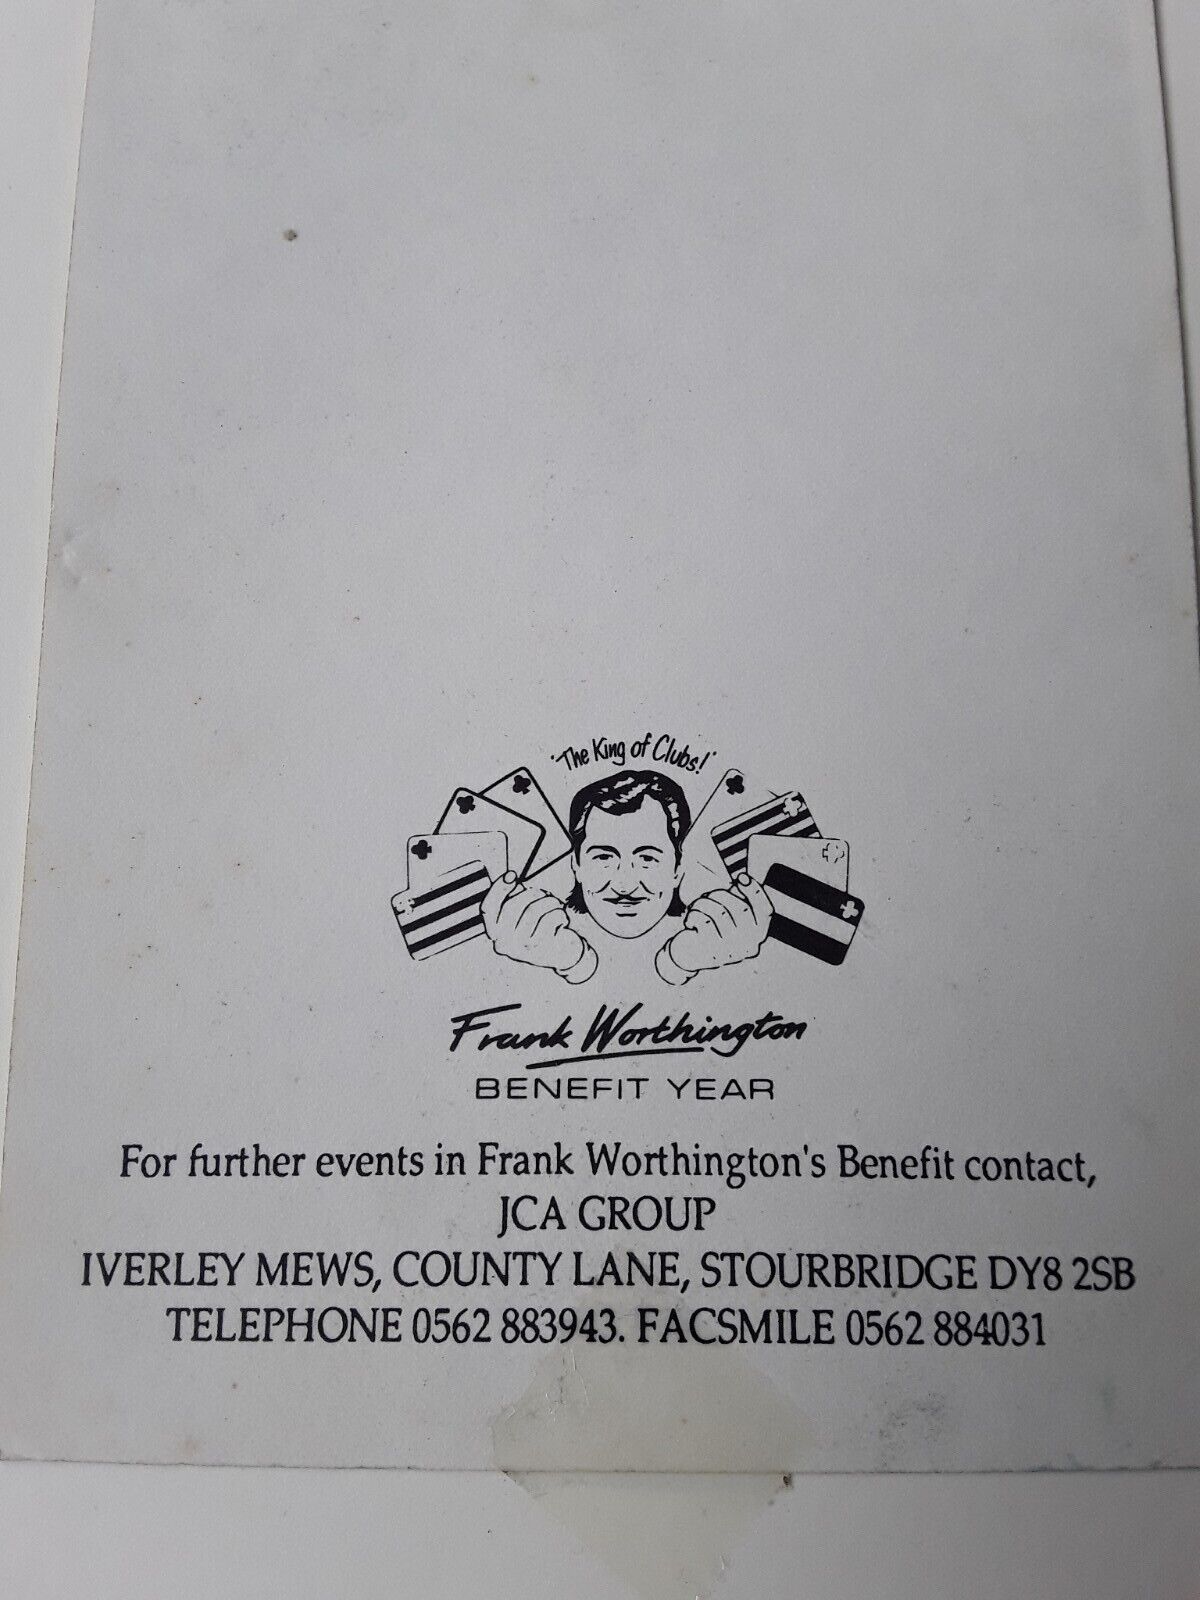 'The King of Clubs!'
Frank Worthington
BENEFIT YEAR
For further events in Frank Worthington's Benefit contact,
JCA GROUP
IVERLEY MEWS, COUNTY LANE, STOURBRIDGE DY8 2SB
TELEPHONE 0562 883943. FACSMILE 0562 884031